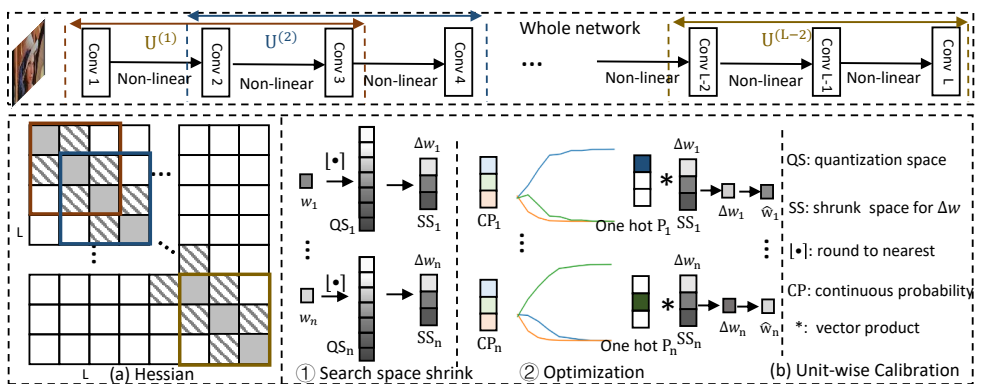 Whole network
U(1)
U(2)
U(L−2)
Conv 1
Non-linear
Conv 2
Non-linear
Conv 3
Non-linear
Conv 4
...
Non-linear
Conv L-2
Non-linear
Conv L-1
Non-linear
Conv L
L
L
(a) Hessian
w1
⌊•⌉
QS1
Δw1
SS1
wn
⌊•⌉
QSn
Δwn
SSn
① Search space shrink
CP1
One hot P1
*
Δw1
SS1
Δw1
ŵ1
CPn
One hot Pn
*
Δwn
SSn
Δwn
ŵn
② Optimization
QS: quantization space
SS: shrunk space for Δw
⌊•⌉: round to nearest
CP: continuous probability
*: vector product
(b) Unit-wise Calibration